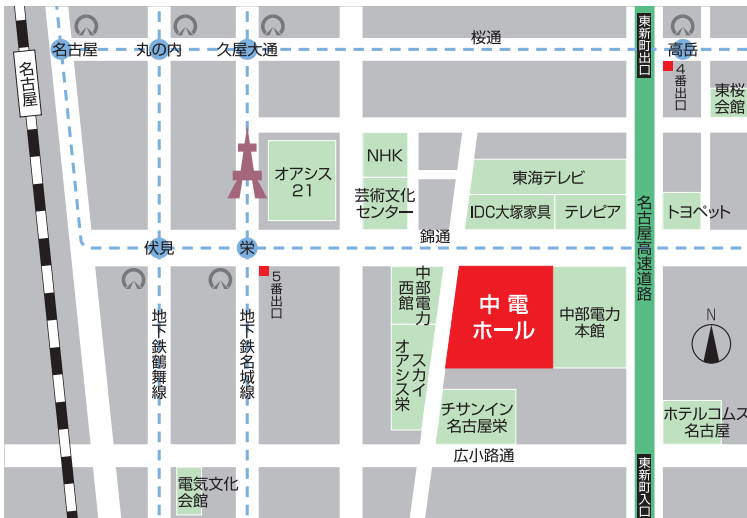 桜通
東新町出口
名古屋
丸の内
久屋大通
高岳
名古屋
4番出口
東桜
会館
NHK
オアシス
21
東海テレビ
芸術文化
センター
IDC大塚家具
テレピア
トヨペット
名古屋高速道路
錦通
伏見
栄
5番出口
中部電力
西館
中電
ホール
中部電力
本館
N
地下鉄鶴舞線
地下鉄名城線
スカイ
オアシス栄
チサンイン
名古屋栄
ホテルコムス
名古屋
広小路通
東新町入口
電気文化
会館